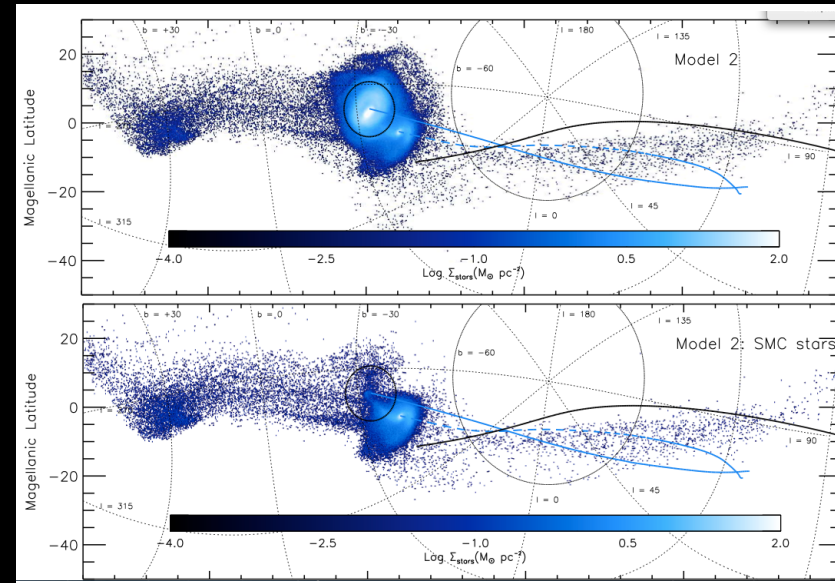 b = +30
b = 0
b = -30
l = 180
l = 135
20
Model 2
b = -60
0
l =
-20
l = 90
l = 315
l = 0
l = 45
-40
-4.0
-2.5
-1.0
0.5
2.0
Log Σstars(M⊙ pc⁻²)
Magellanic Latitude
b = +30
b = 0
b = -30
l = 180
l = 135
20
Model 2: SMC stars
b = -60
0
l = 3
-20
l = 90
l = 315
l = 0
l = 45
-40
-4.0
-2.5
-1.0
0.5
2.0
Log Σstars(M⊙ pc⁻²)
Magellanic Latitude